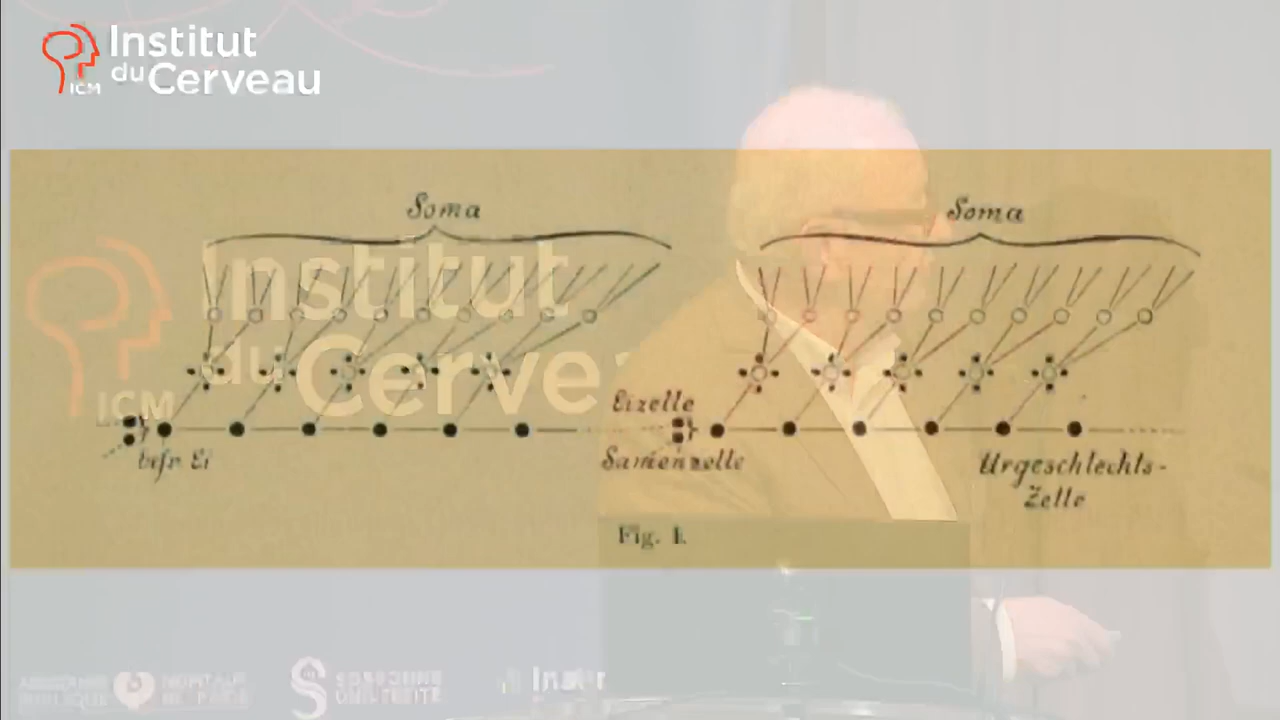 Institut
du Cerveau
ICM
Soma
Soma
Institut
du Cerve
ICM
Eizelle
befr. Ei
Samenzelle
Urgeschlechts-
Zelle
Fig. 1.
SORBONNE
UNIVERSITÉ